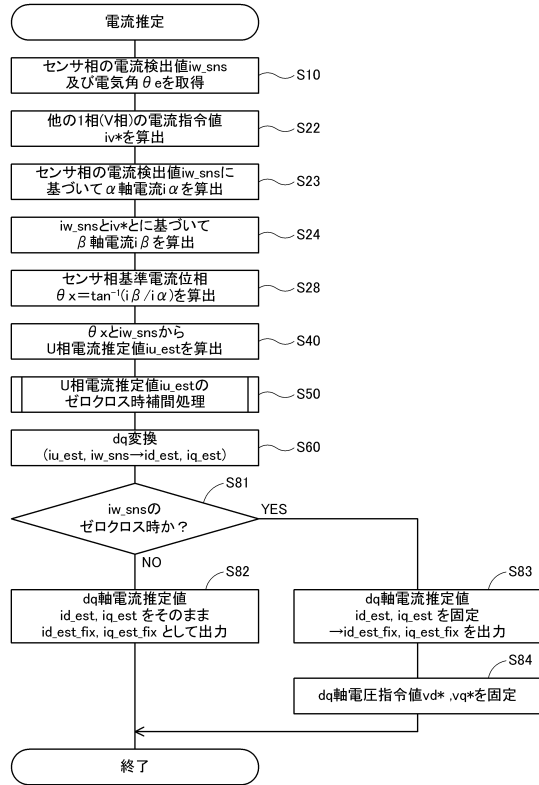 電流推定
センサ相の電流検出値iw_sns
及び電気角θeを取得
S10
他の1相(V相)の電流指令値
iv*を算出
S22
センサ相の電流検出値iw_snsに
基づいてα軸電流iαを算出
S23
iw_snsとiv*とに基づいて
β軸電流iβを算出
S24
センサ相基準電流位相
θx=tan⁻¹(iβ/iα)を算出
S28
θxとiw_snsから
U相電流推定値iu_estを算出
S40
U相電流推定値iu_estの
ゼロクロス時補間処理
S50
dq変換
(iu_est, iw_sns→id_est, iq_est)
S60
S81
iw_snsの
ゼロクロス時か?
YES
NO
S82
dq軸電流推定値
id_est, iq_est をそのまま
id_est_fix, iq_est_fix として出力
S83
dq軸電流推定値
id_est, iq_est を固定
→id_est_fix, iq_est_fix を出力
S84
dq軸電圧指令値vd* ,vq*を固定
終了